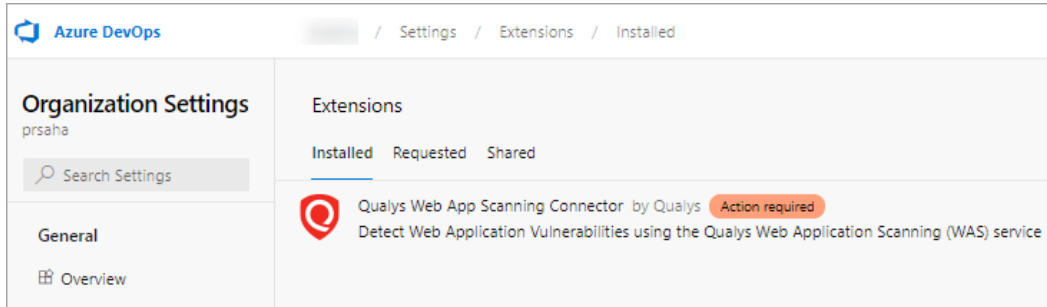 Azure DevOps / Settings / Extensions / Installed
Organization Settings
prsaha
Search Settings
General
Overview
Extensions
Installed Requested Shared
Qualys Web App Scanning Connector by Qualys Action required
Detect Web Application Vulnerabilities using the Qualys Web Application Scanning (WAS) service